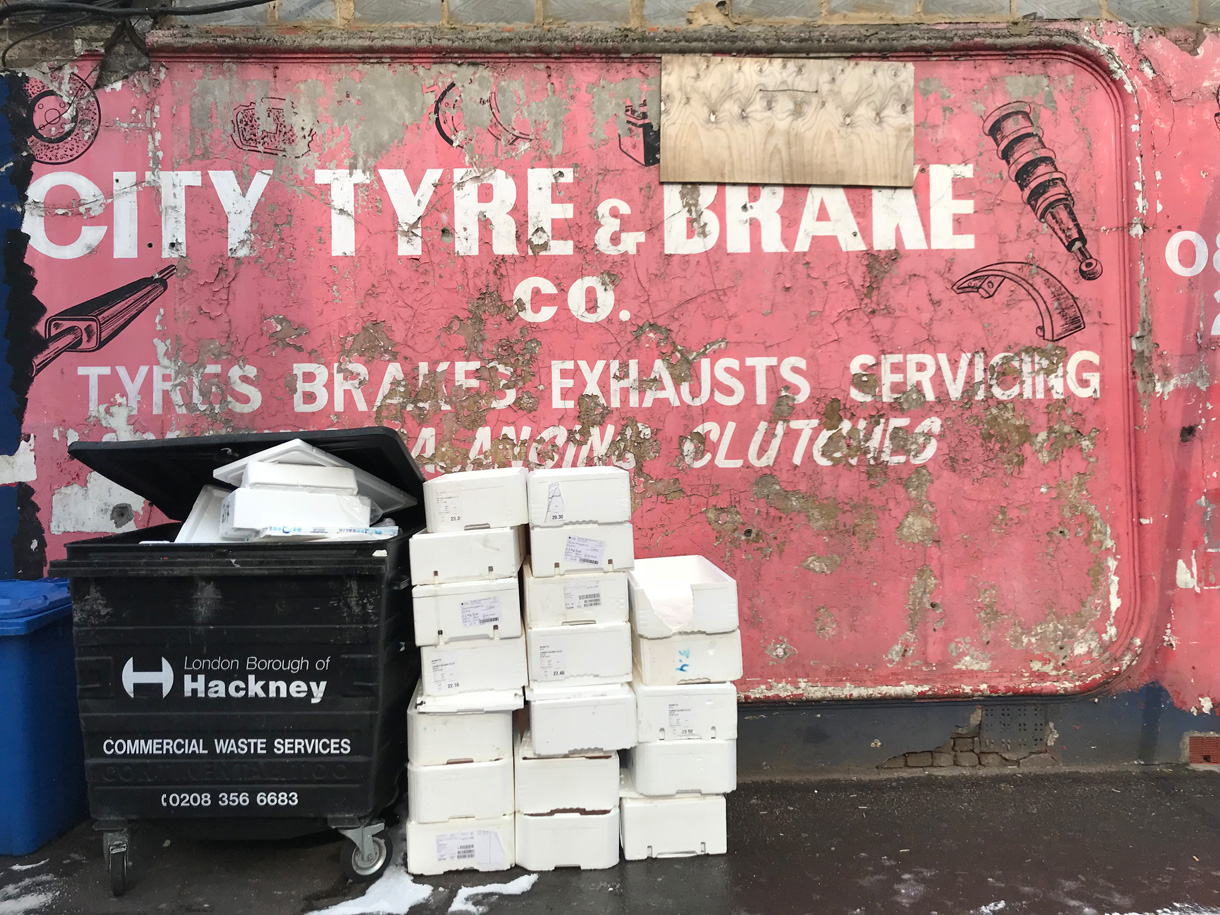 CITY TYRE & BRAKE
CO.
TYRES BRAKES EXHAUSTS SERVICING
CLUTCHES
08
London Borough of
Hackney
COMMERCIAL WASTE SERVICES
0208 356 6683